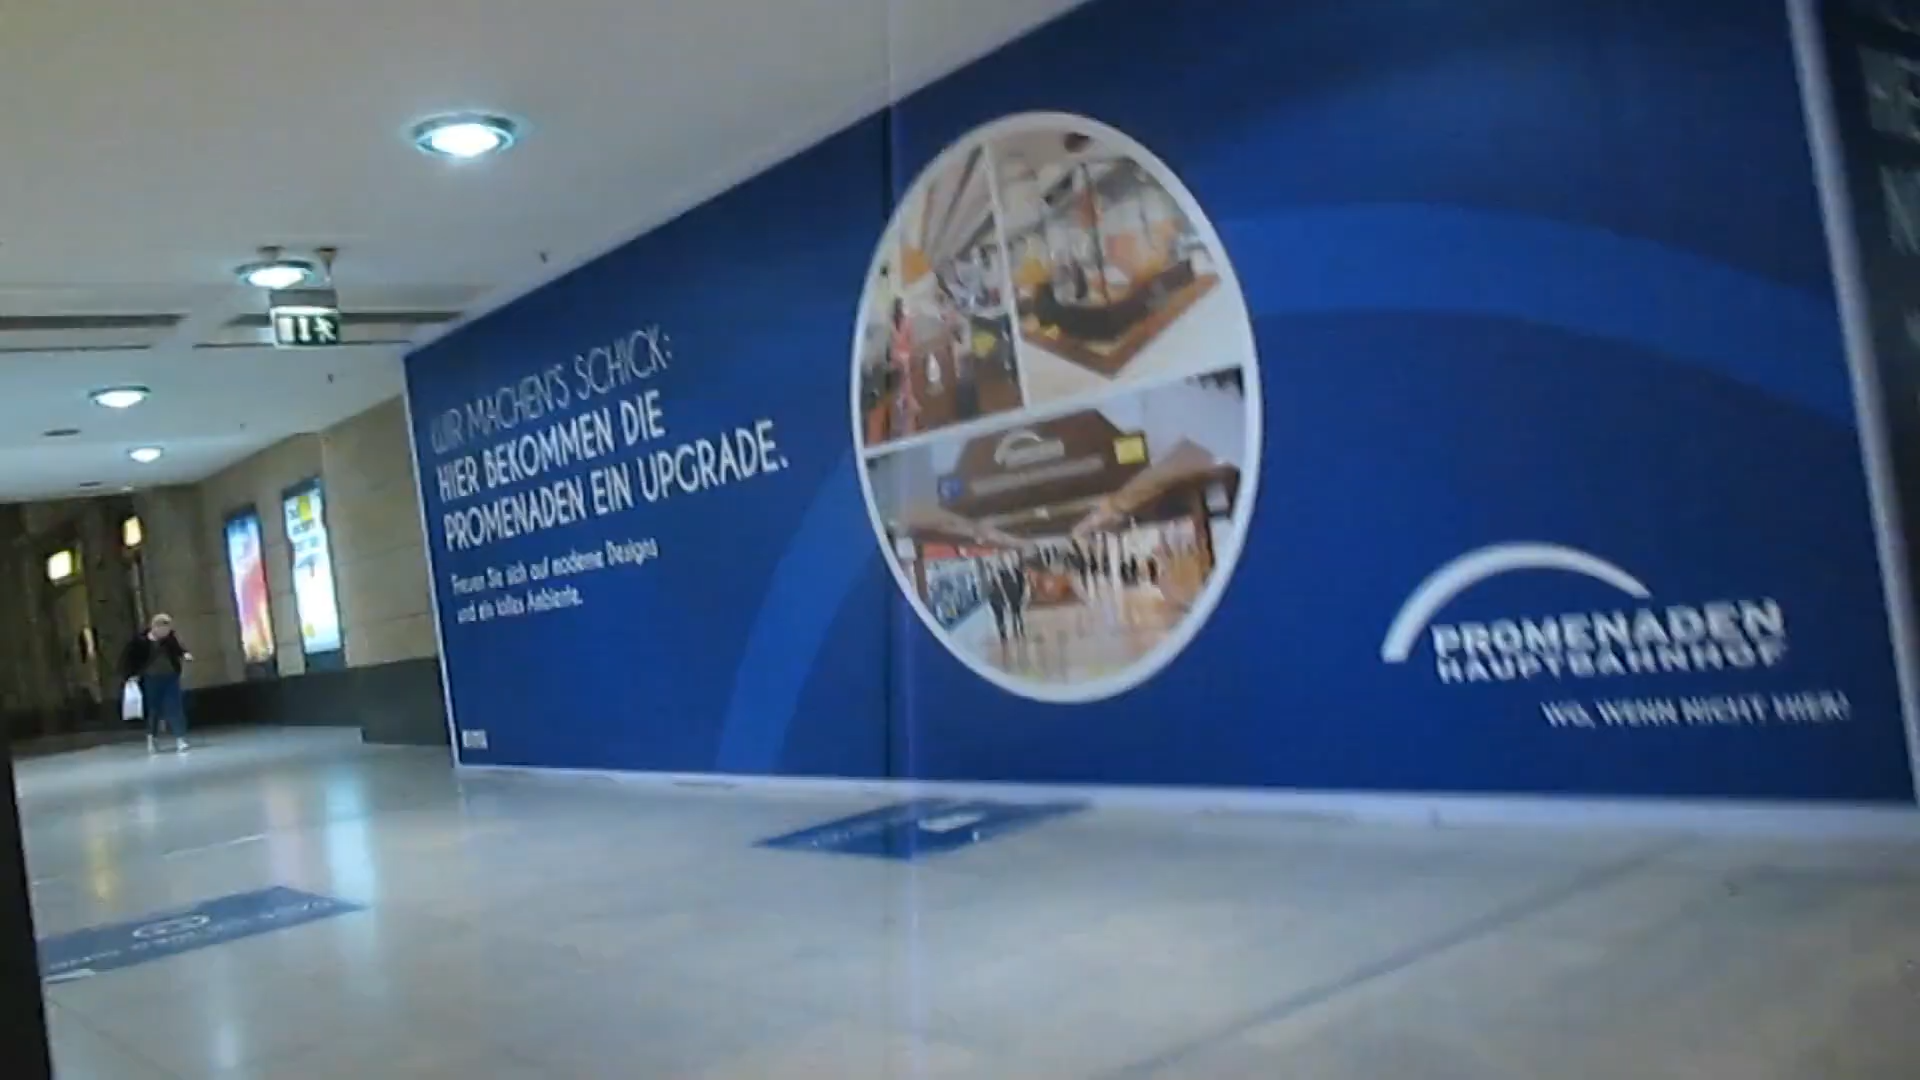 WIR MACHEN'S SCHICK:
HIER BEKOMMEN DIE
PROMENADEN EIN UPGRADE.
Freuen Sie sich auf moderne Designs
und ein tolles Ambiente.
PROMENADEN
HAUPTBAHNHOF
WO, WENN NICHT HIER!